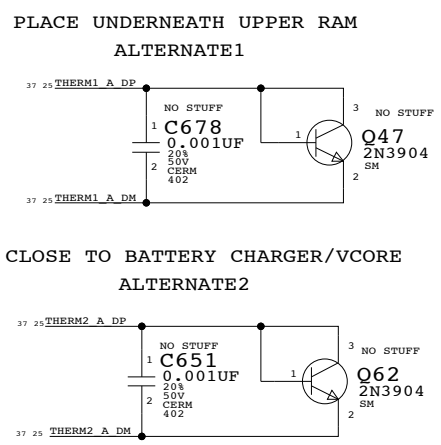 PLACE UNDERNEATH UPPER RAM
ALTERNATE1
37 25 THERM1_A_DP
NO STUFF
1 C678
0.001UF
20%
50V
2 CERM
402
3 NO STUFF
1 Q47
2N3904
SM
2
37 25 THERM1_A_DM
CLOSE TO BATTERY CHARGER/VCORE
ALTERNATE2
37 25 THERM2_A_DP
NO STUFF
1 C651
0.001UF
20%
50V
2 CERM
402
3 NO STUFF
1 Q62
2N3904
SM
2
37 25 THERM2_A_DM